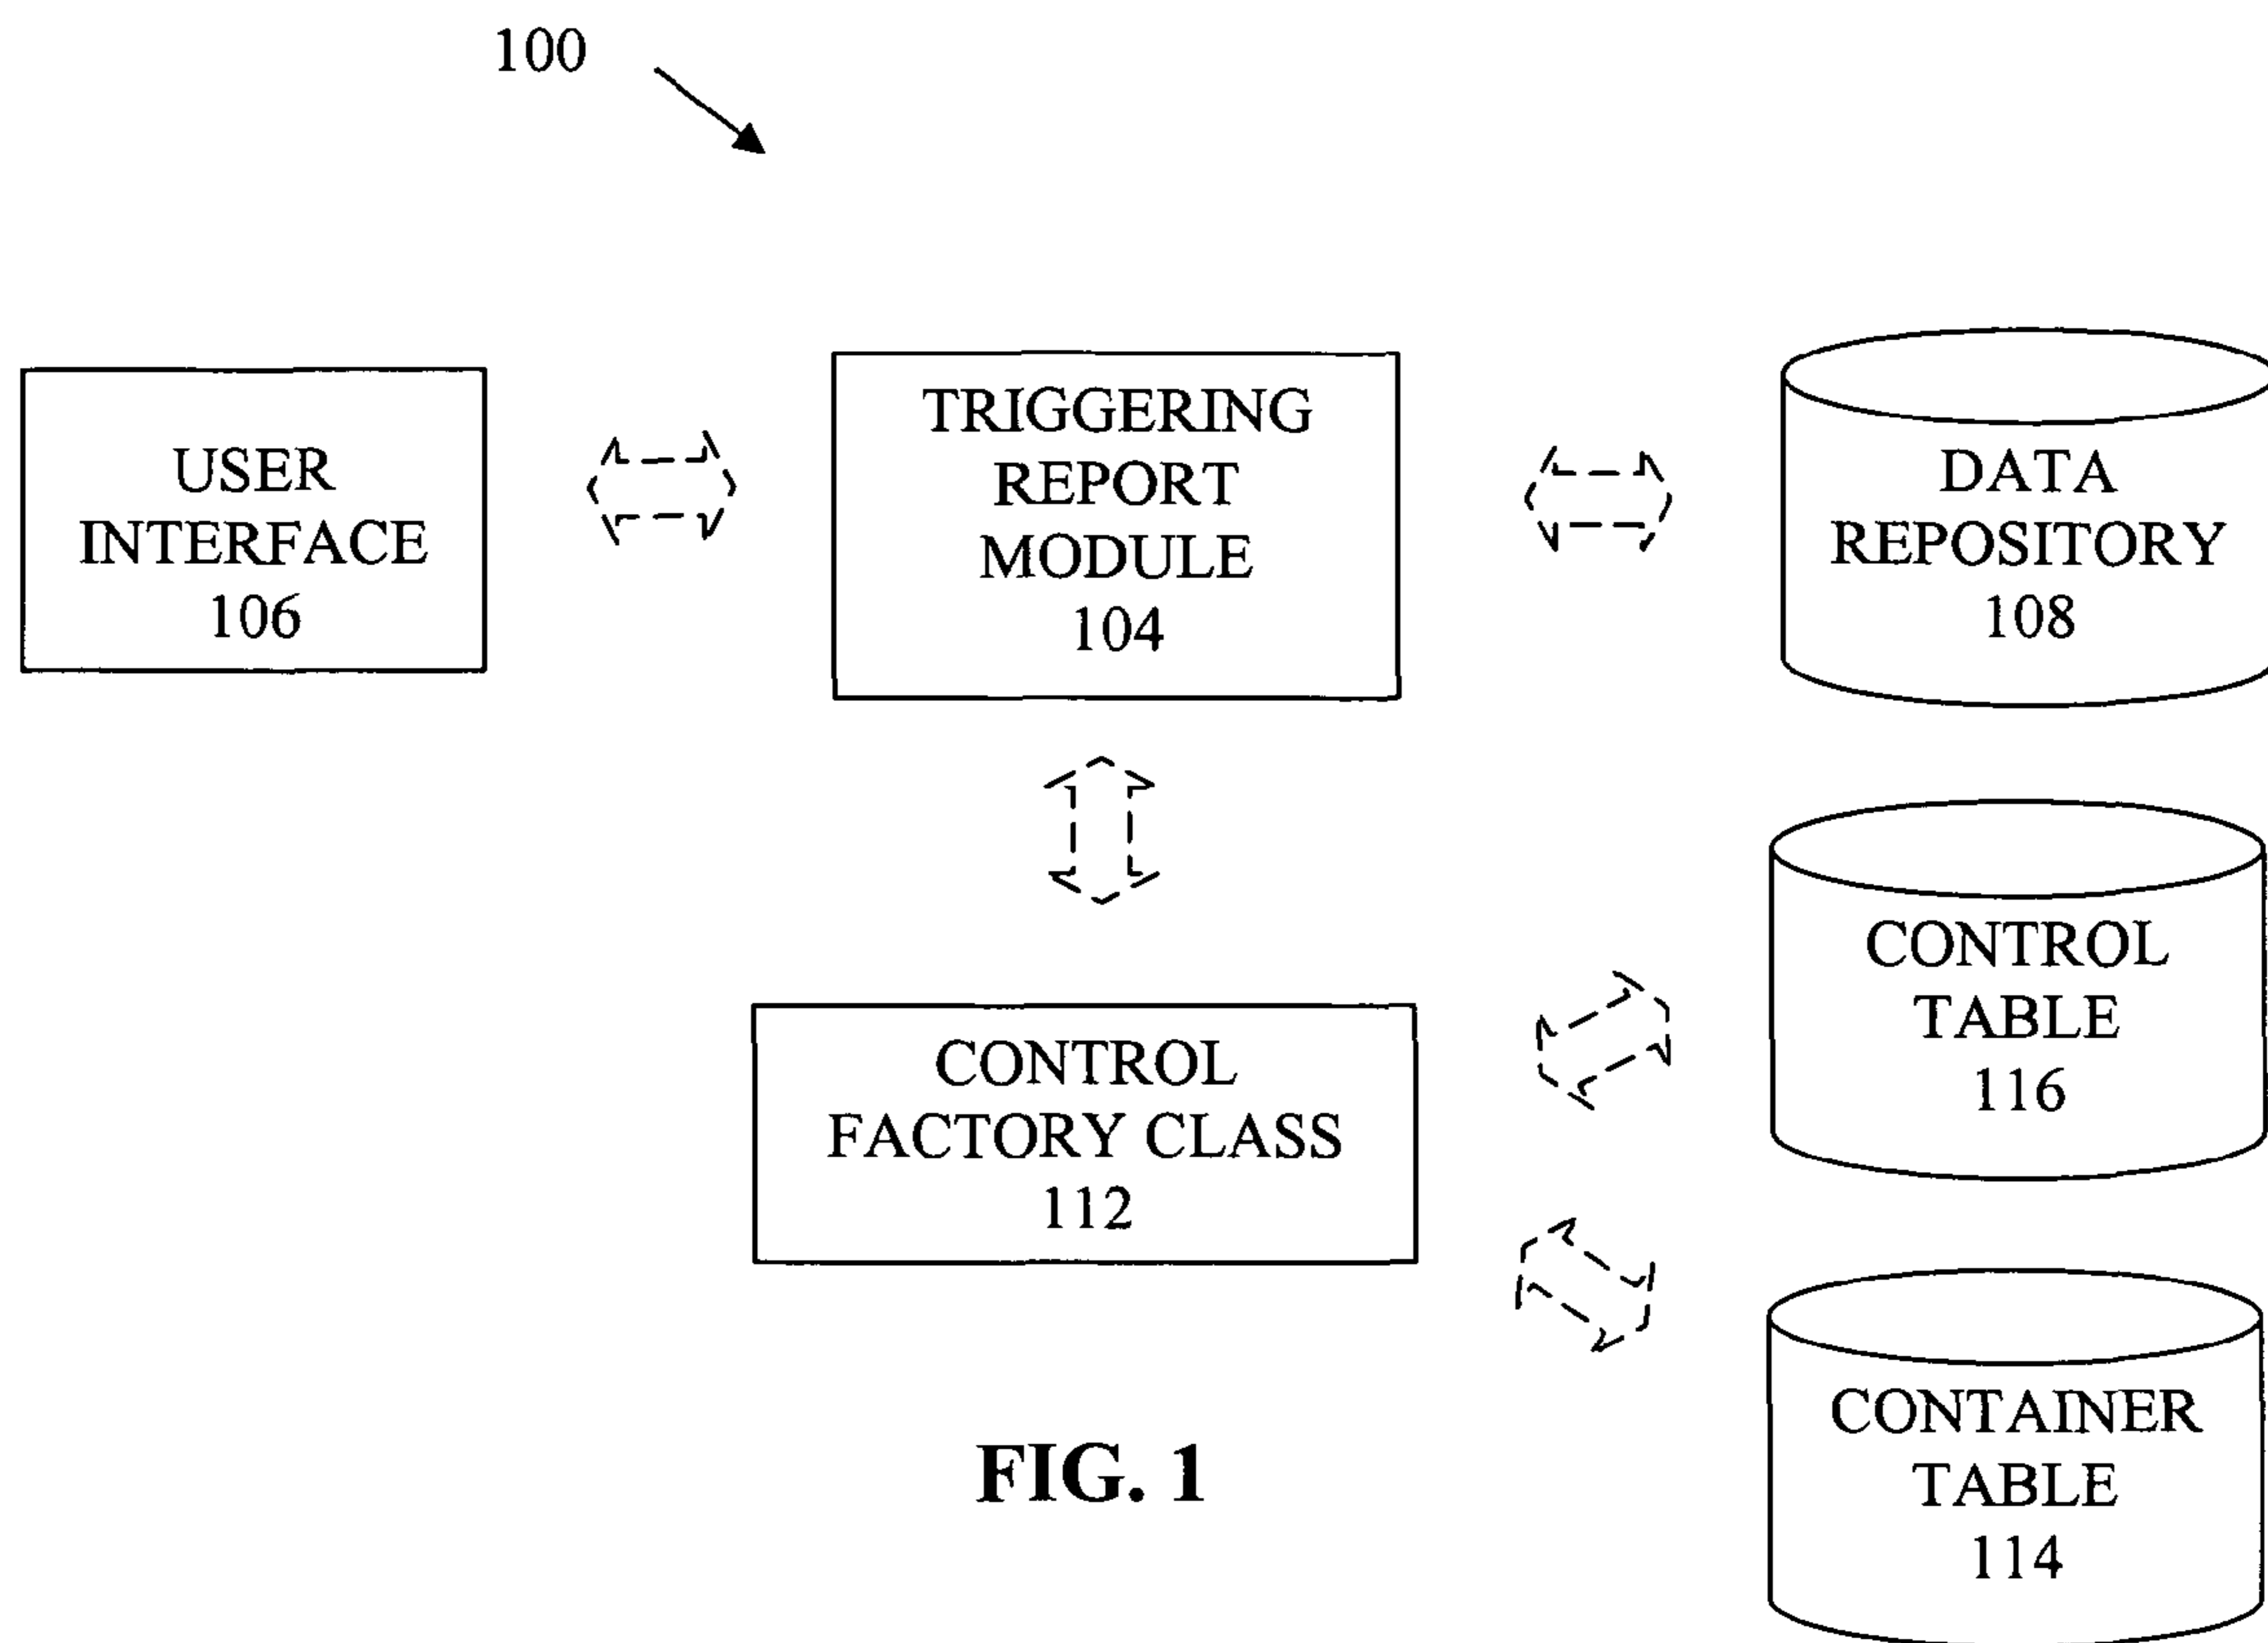 100
USER
INTERFACE
106
TRIGGERING
REPORT
MODULE
104
DATA
REPOSITORY
108
CONTROL
FACTORY CLASS
112
CONTROL
TABLE
116
CONTAINER
TABLE
114
FIG. 1